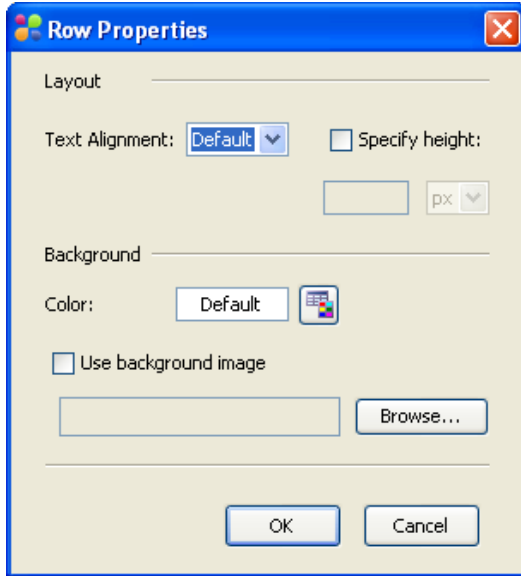 Row Properties
Layout
Text Alignment: Default Specify height:
px
Background
Color: Default
Use background image
Browse...
OK Cancel